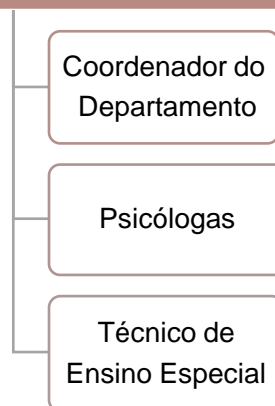 Coordenador do
Departamento
Psicólogas
Técnico de
Ensino Especial